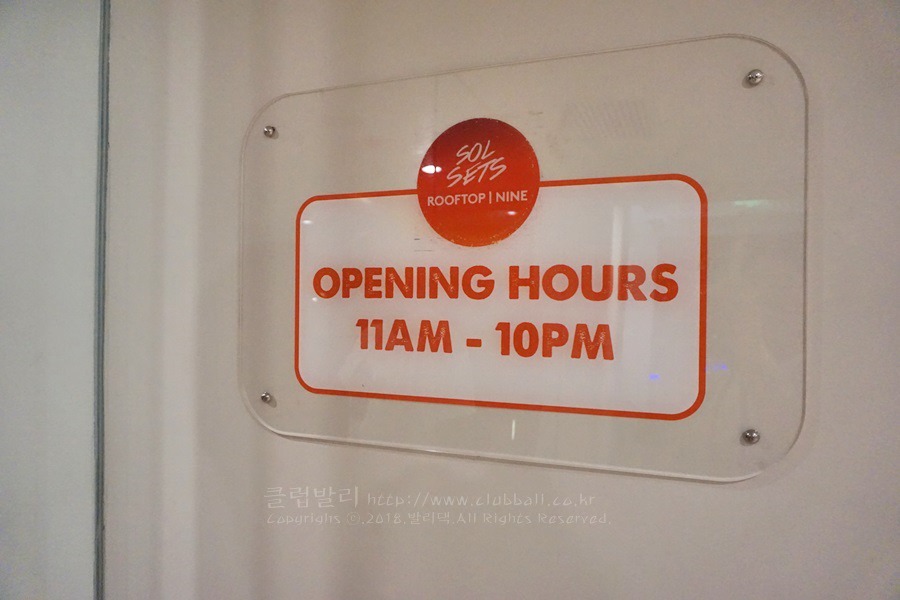 SOL
SETS
ROOFTOP | NINE
OPENING HOURS
11AM - 10PM
클럽발리 http://www.clubbali.co.kr
Copyright ⓒ,2018.발리댁.All Rights Reserved.